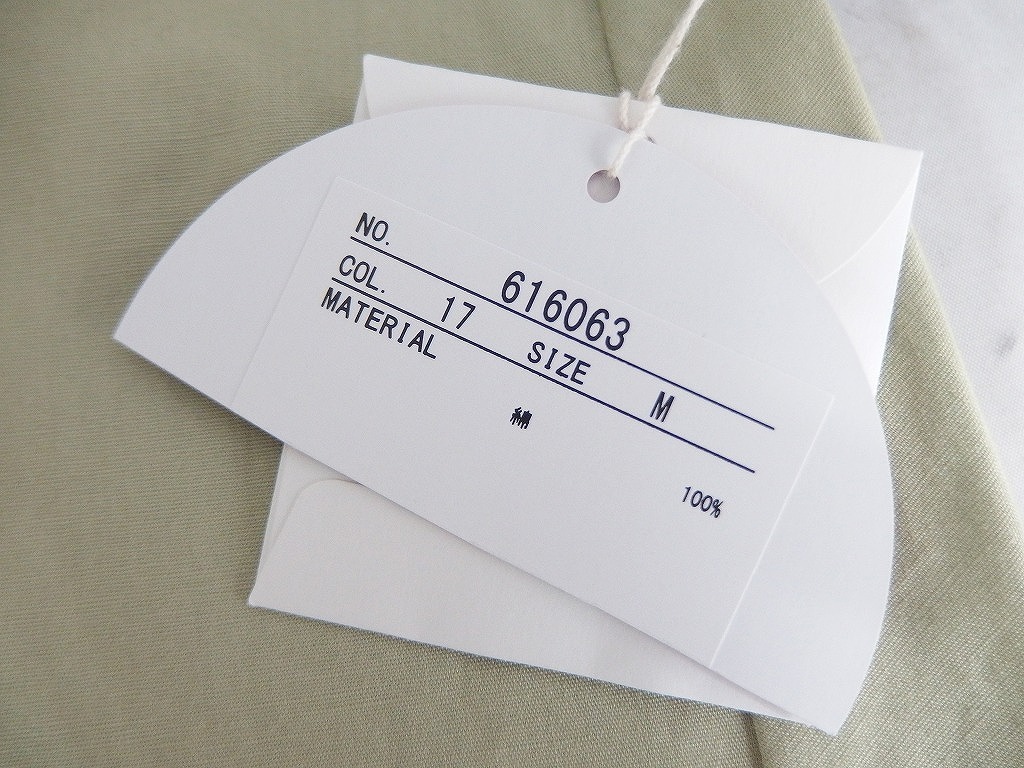 NO. 616063
COL. 17 SIZE M
MATERIAL
綿
100%